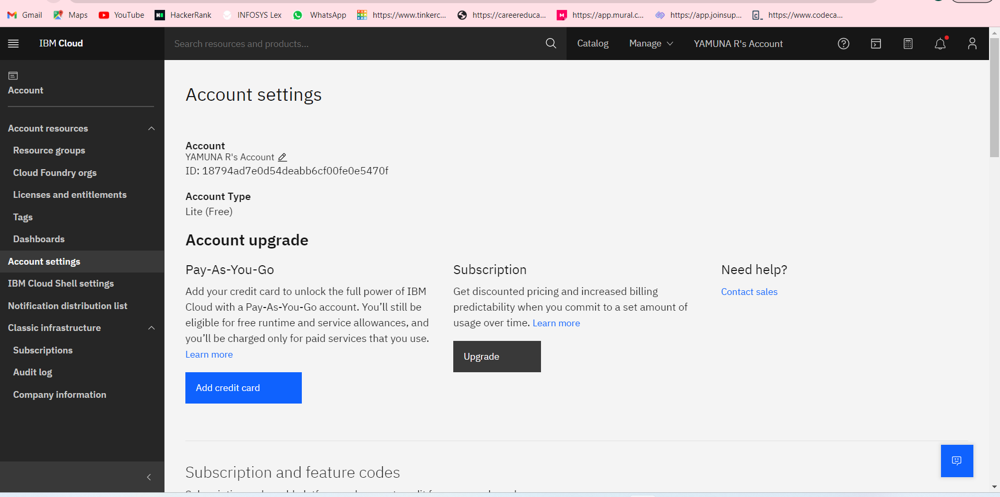 Gmail Maps YouTube HackerRank INFOSYS Lex WhatsApp https://www.tinkerc... https://careereduca... https://app.mural.c... https://app.joinsup... https://www.codeca...
IBM Cloud
Search resources and products...
Catalog Manage YAMUNA R's Account
Account
Account resources
Resource groups
Cloud Foundry orgs
Licenses and entitlements
Tags
Dashboards
Account settings
IBM Cloud Shell settings
Notification distribution list
Classic infrastructure
Subscriptions
Audit log
Company information
Account settings
Account
YAMUNA R's Account
ID: 18794ad7e0d54deabb6cf00fe0e5470f
Account Type
Lite (Free)
Account upgrade
Pay-As-You-Go
Add your credit card to unlock the full power of IBM
Cloud with a Pay-As-You-Go account. You’ll still be
eligible for free runtime and service allowances, and
you’ll be charged only for paid services that you use.
Learn more
Add credit card
Subscription
Get discounted pricing and increased billing
predictability when you commit to a set amount of
usage over time. Learn more
Upgrade
Need help?
Contact sales
Subscription and feature codes